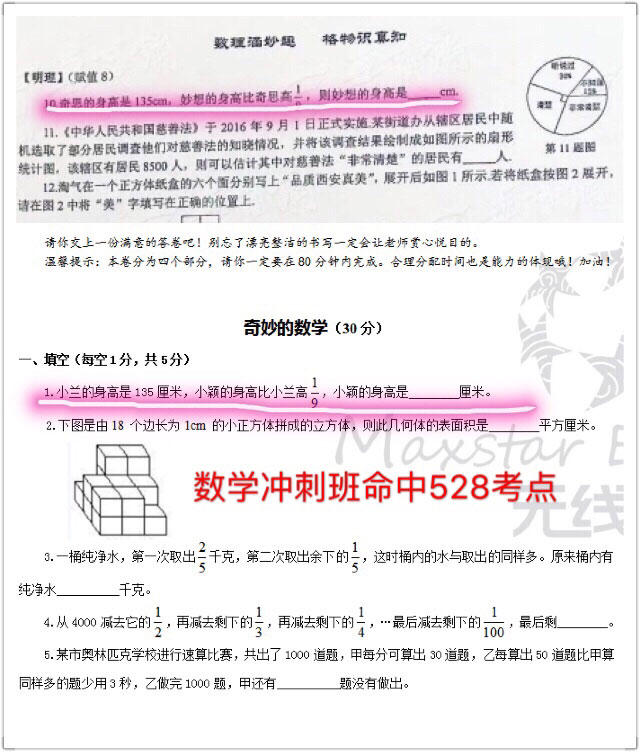 数理涵妙趣 格物识真知
【明理】（赋值8）
10.奇思的身高是135cm，妙想的身高比奇思高1/9，则妙想的身高是____cm.
11.《中华人民共和国慈善法》于 2016 年 9 月 1 日正式实施.某街道办从辖区居民中随
机选取了部分居民调查他们对慈善法的知晓情况，并将该调查结果绘制成如图所示的扇形
统计图，该辖区有居民 8500 人，则可以估计其中对慈善法“非常清楚”的居民有____人.
12.淘气在一个正方体纸盒的六个面分别写上“品质西安真美”，展开后如图 1 所示.若将纸盒按图 2 展开，
请在图 2 中将“美”字填写在正确的位置上.
听说过
30%
不知道
清楚
非常清楚
第 11 题图
请你交上一份满意的答卷吧！别忘了漂亮整洁的书写一定会让老师赏心悦目的。
温馨提示：本卷分为四个部分，请你一定要在80分钟内完成。合理分配时间也是能力的体现哦！加油！
奇妙的数学（30 分）
一、填空（每空1分，共5分）
1.小兰的身高是 135 厘米，小颖的身高比小兰高1/9，小颖的身高是________厘米。
2.下图是由 18 个边长为 1cm 的小正方体拼成的立方体，则此几何体的表面积是________平方厘米。
Maxstar E
无线
数学冲刺班命中528考点
3.一桶纯净水，第一次取出2/5千克，第二次取出余下的1/5，这时桶内的水与取出的同样多。原来桶内有
纯净水__________千克。
4.从 4000 减去它的1/2，再减去剩下的1/3，再减去剩下的1/4，…最后减去剩下的1/100，最后剩________。
5.某市奥林匹克学校进行速算比赛，共出了 1000 道题，甲每分可算出 30 道题，乙每算出 50 道题比甲算
同样多的题少用 3 秒，乙做完 1000 题，甲还有__________题没有做出。